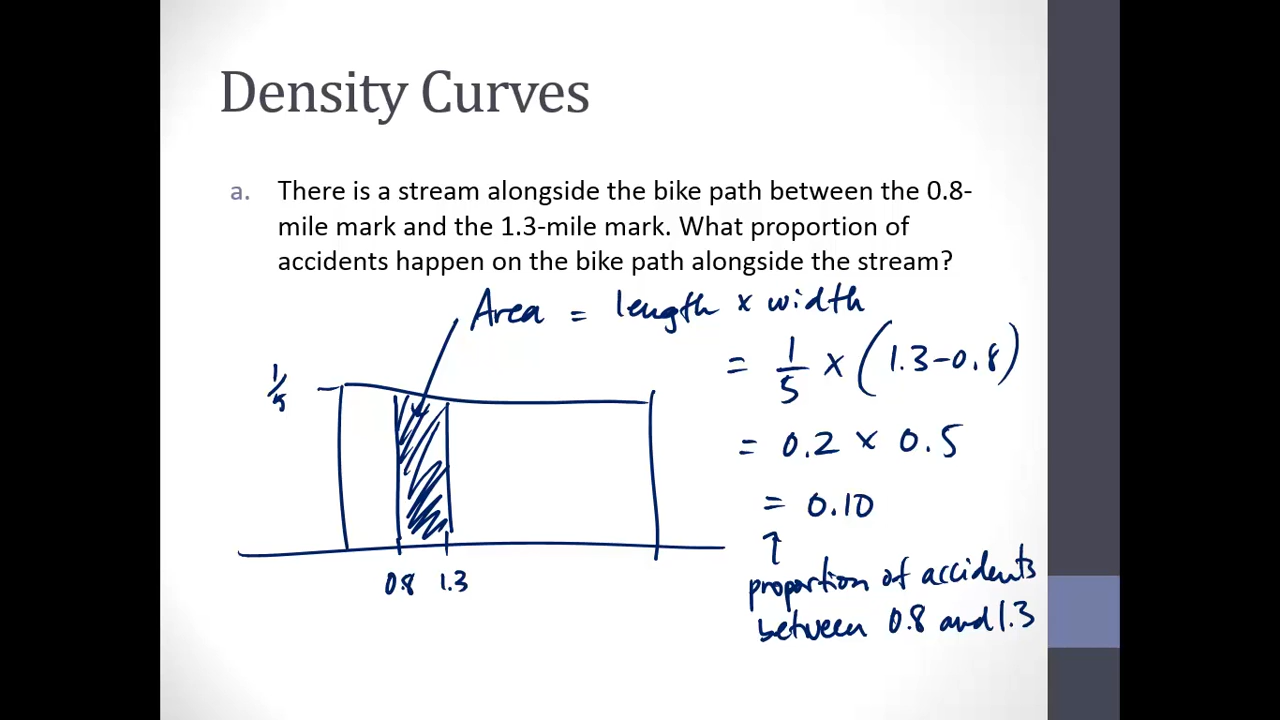 Density Curves
a. There is a stream alongside the bike path between the 0.8-
mile mark and the 1.3-mile mark. What proportion of
accidents happen on the bike path alongside the stream?
Area = length × width
= 1/5 × (1.3-0.8)
1/5
= 0.2 × 0.5
= 0.10
0.8 1.3
proportion of accidents
between 0.8 and 1.3